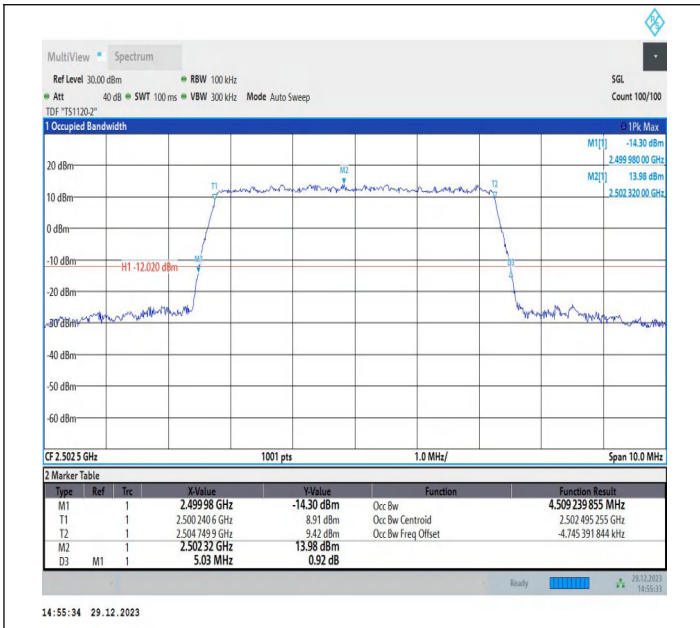 R S
MultiView Spectrum
Ref Level 30.00 dBm RBW 100 kHz SGL
Att 40 dB SWT 100 ms VBW 300 kHz Mode Auto Sweep Count 100/100
TDF "TS1120-2"
1 Occupied Bandwidth 1Pk Max
M1[1] -14.30 dBm
2.499 980 00 GHz
M2[1] 13.98 dBm
2.502 320 00 GHz
20 dBm
M2
T1
T2
10 dBm
0 dBm
-10 dBm
M1
D3
H1 -12.020 dBm
-20 dBm
-30 dBm
-40 dBm
-50 dBm
-60 dBm
CF 2.502 5 GHz 1001 pts 1.0 MHz/ Span 10.0 MHz
2 Marker Table
Type Ref Trc X-Value Y-Value Function Function Result
M1 1 2.499 98 GHz -14.30 dBm Occ Bw 4.509 239 855 MHz
T1 1 2.500 240 6 GHz 8.91 dBm Occ Bw Centroid 2.502 495 255 GHz
T2 1 2.504 749 9 GHz 9.42 dBm Occ Bw Freq Offset -4.745 391 844 kHz
M2 1 2.502 32 GHz 13.98 dBm
D3 M1 1 5.03 MHz 0.92 dB
Ready 29.12.2023
14:55:33
14:55:34 29.12.2023